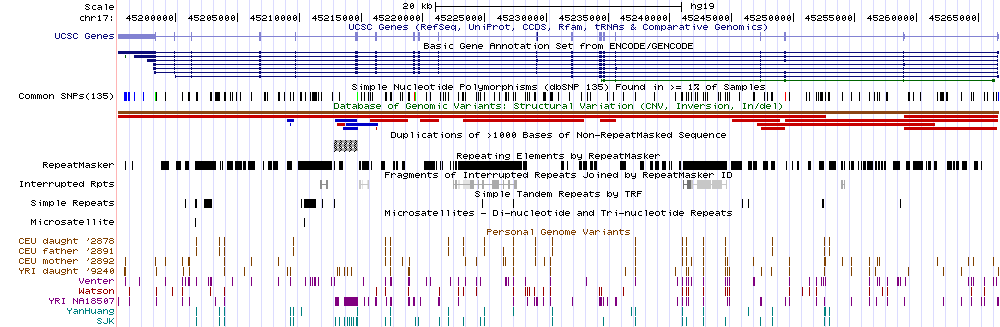 Scale 20 kb hg19
chr17: 45200000 45205000 45210000 45215000 45220000 45225000 45230000 45235000 45240000 45245000 45250000 45255000 45260000 45265000
UCSC Genes (RefSeq, UniProt, CCDS, Rfam, tRNAs & Comparative Genomics)
UCSC Genes
Basic Gene Annotation Set from ENCODE/GENCODE
Simple Nucleotide Polymorphisms (dbSNP 135) Found in >= 1% of Samples
Common SNPs(135)
Database of Genomic Variants: Structural Variation (CNV, Inversion, In/del)
Duplications of >1000 Bases of Non-RepeatMasked Sequence
Repeating Elements by RepeatMasker
RepeatMasker
Fragments of Interrupted Repeats Joined by RepeatMasker ID
Interrupted Rpts
Simple Tandem Repeats by TRF
Simple Repeats
Microsatellites - Di-nucleotide and Tri-nucleotide Repeats
Microsatellite
Personal Genome Variants
CEU daught '2878
CEU father '2891
CEU mother '2892
YRI daught '9240
Venter
Watson
YRI NA18507
YanHuang
SJK